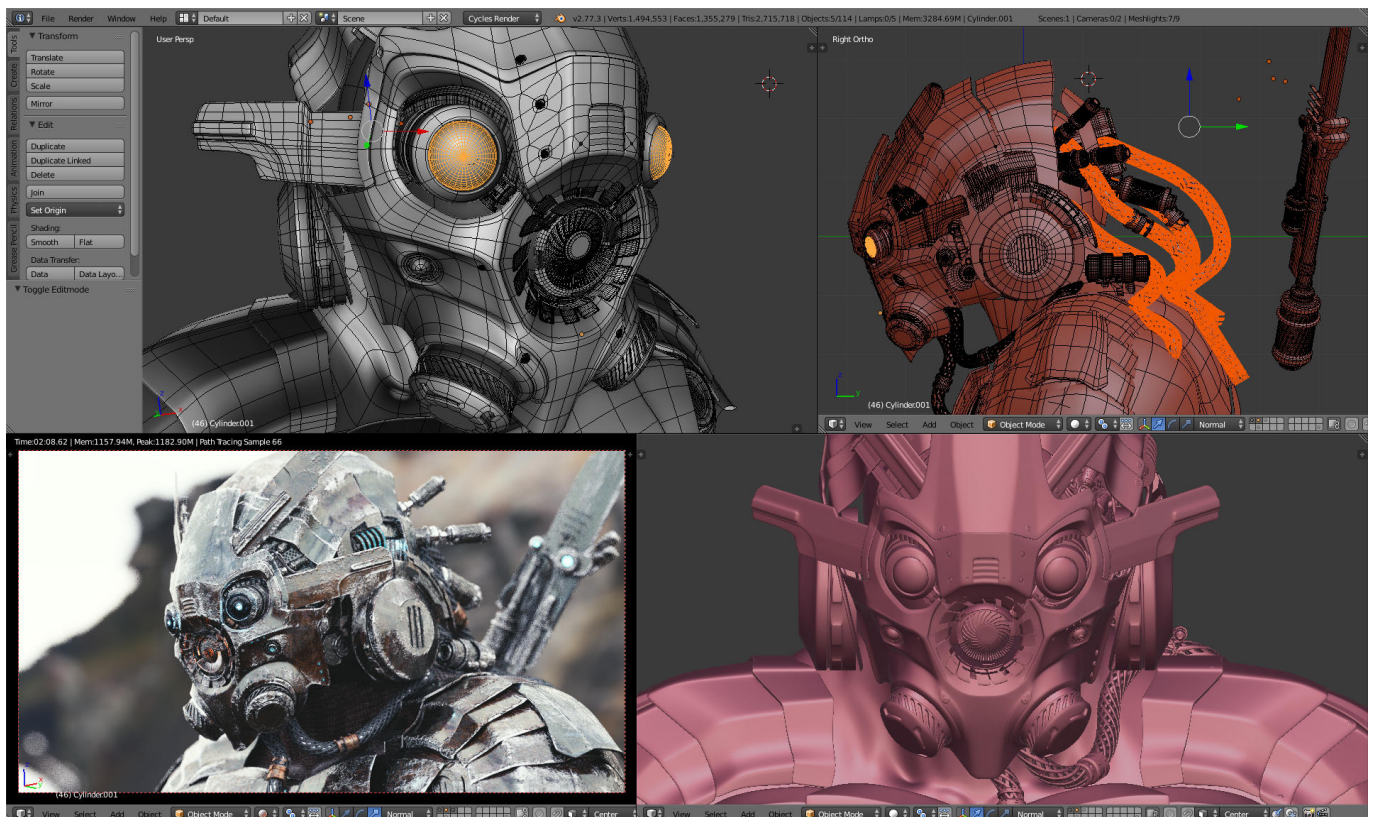 File Render Window Help Default Scene Cycles Render v2.77.3 | Verts:1,494,553 | Faces:1,355,279 | Tris:2,715,718 | Objects:5/114 | Lamps:0/5 | Mem:3284.69M | Cylinder.001 Scenes:1 | Cameras:0/2 | Meshlights:7/9
Tools
Create
Relations
Animation
Physics
Grease Pencil
Transform
Translate
Rotate
Scale
Mirror
Edit
Duplicate
Duplicate Linked
Delete
Join
Set Origin
Shading:
Smooth Flat
Data Transfer:
Data Data Layo...
Toggle Editmode
User Persp
(46) Cylinder.001
Right Ortho
(46) Cylinder.001
View Select Add Object Object Mode Normal
Time:02:08.62 | Mem:1157.94M, Peak:1182.90M | Path Tracing Sample 66
(46) Cylinder.001
View Select Add Object Object Mode Normal Center
View Select Add Object Object Mode Normal Center